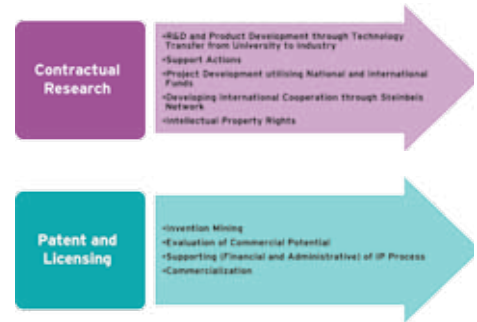 Contractual
Research
•R&D and Product Development through Technology
Transfer from University to Industry
•Support Actions
•Project Development utilising National and International
Funds
•Developing International Cooperation through Steinbeis
Network
•Intellectual Property Rights
Patent and
Licensing
•Invention Mining
•Evaluation of Commercial Potential
•Supporting (Financial and Administrative) of IP Process
•Commercialization